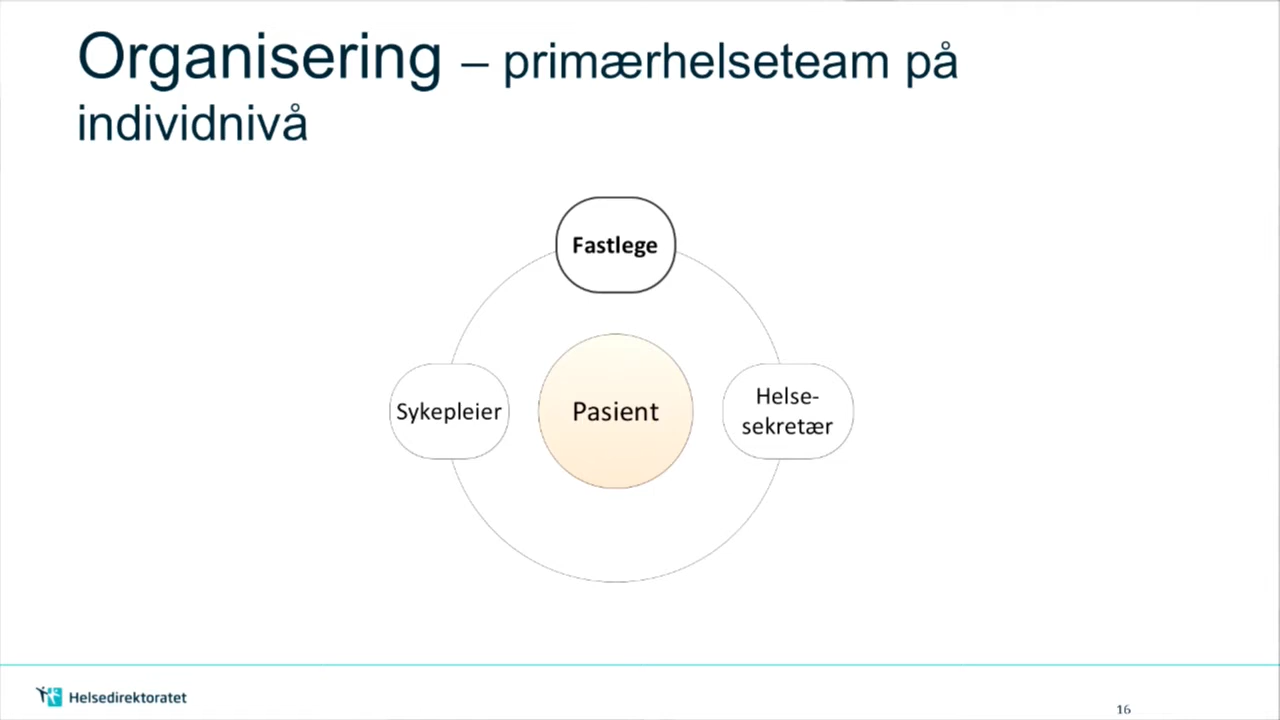 Organisering – primærhelseteam på
individnivå
Fastlege
Sykepleier
Pasient
Helse-
sekretær
Helsedirektoratet
16